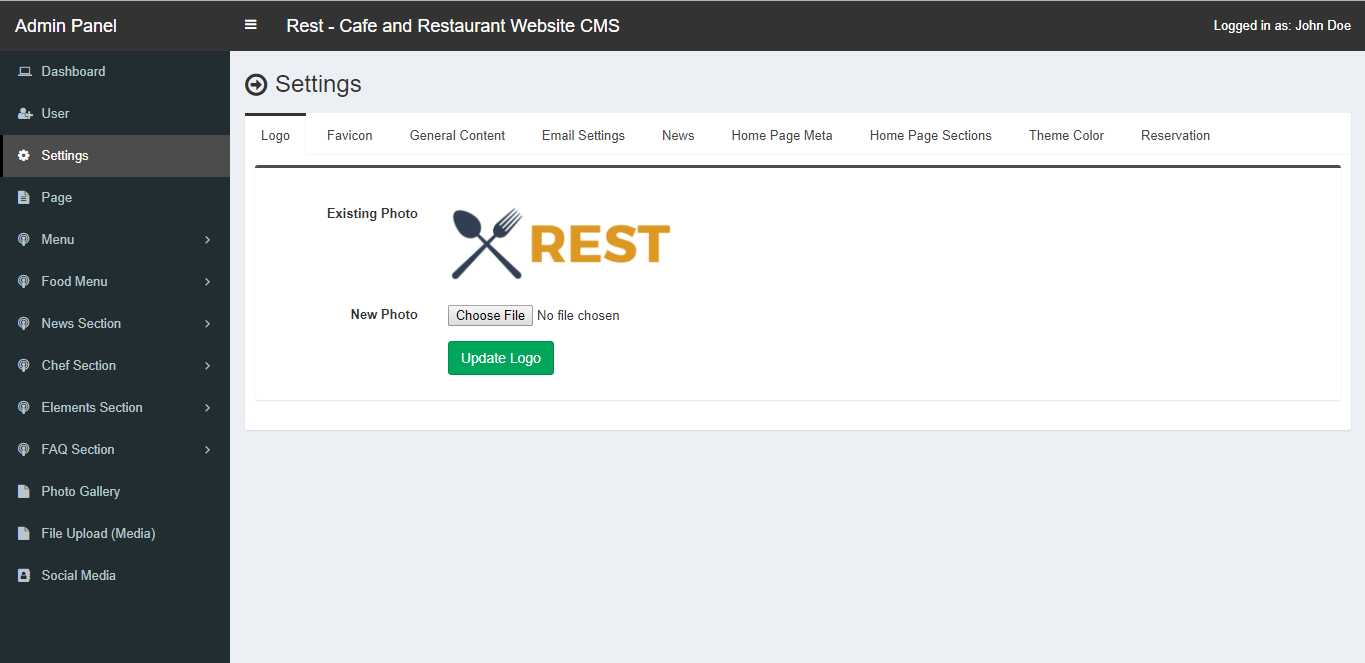 Admin Panel
Rest - Cafe and Restaurant Website CMS
Logged in as: John Doe
Dashboard
User
Settings
Page
Menu
Food Menu
News Section
Chef Section
Elements Section
FAQ Section
Photo Gallery
File Upload (Media)
Social Media
Settings
Logo Favicon General Content Email Settings News Home Page Meta Home Page Sections Theme Color Reservation
Existing Photo
REST
New Photo
Choose File No file chosen
Update Logo